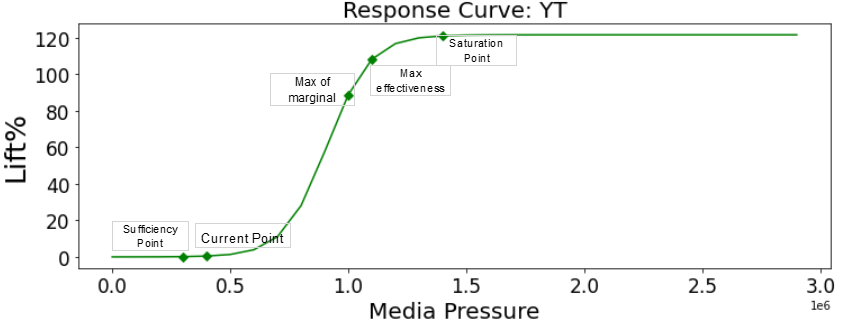 Response Curve: YT
Lift%
120
100
80
60
40
20
0
Saturation
Point
Max
effectiveness
Max of
marginal
Sufficiency
Point
Current Point
0.0 0.5 1.0 1.5 2.0 2.5 3.0
1e6
Media Pressure